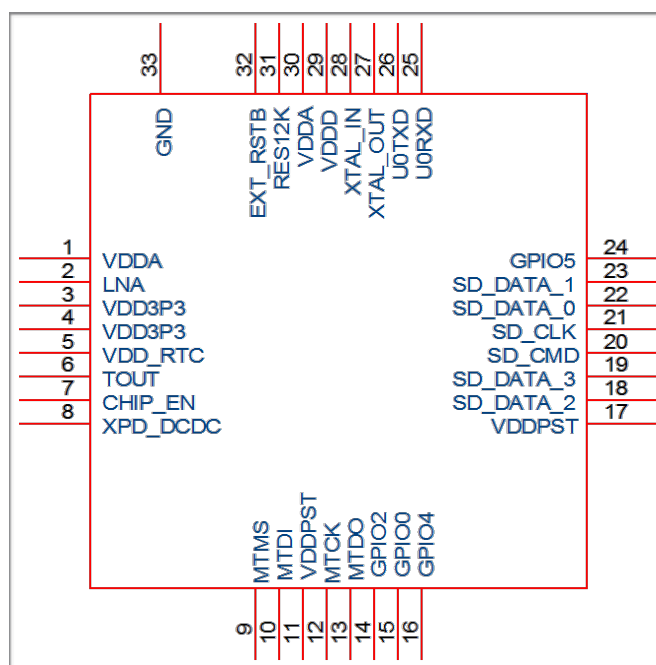 33
32
31
30
29
28
27
26
25
GND
EXT_RSTB
RES12K
VDDA
VDDD
XTAL_IN
XTAL_OUT
U0TXD
U0RXD
1 VDDA
2 LNA
3 VDD3P3
4 VDD3P3
5 VDD_RTC
6 TOUT
7 CHIP_EN
8 XPD_DCDC
GPIO5 24
SD_DATA_1 23
SD_DATA_0 22
SD_CLK 21
SD_CMD 20
SD_DATA_3 19
SD_DATA_2 18
VDDPST 17
MTMS
MTDI
VDDPST
MTCK
MTDO
GPIO2
GPIO0
GPIO4
9
10
11
12
13
14
15
16